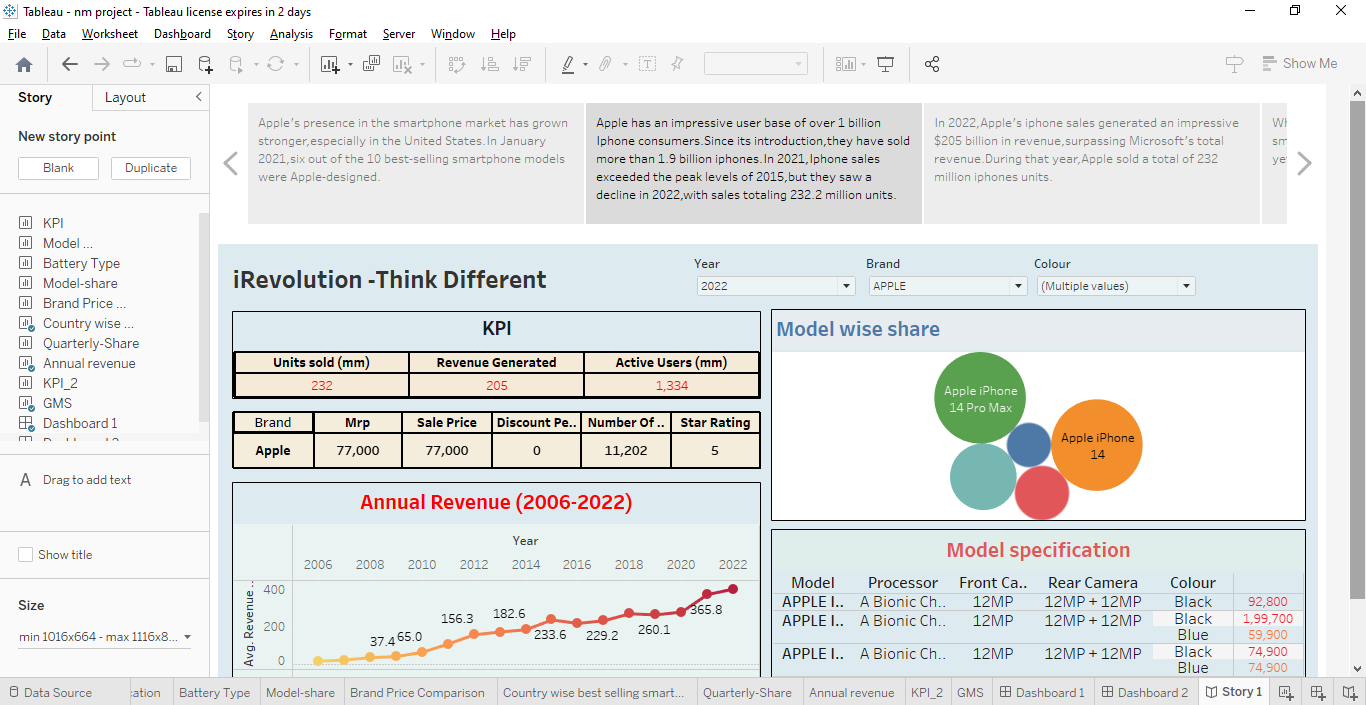 Tableau - nm project - Tableau license expires in 2 days
File Data Worksheet Dashboard Story Analysis Format Server Window Help
Show Me
Story Layout
New story point
Blank Duplicate
KPI
Model ...
Battery Type
Model-share
Brand Price ...
Country wise ...
Quarterly-Share
Annual revenue
KPI_2
GMS
Dashboard 1
A Drag to add text
Show title
Size
min 1016x664 - max 1116x8...
Apple's presence in the smartphone market has grown
stronger,especially in the United States.In January
2021,six out of the 10 best-selling smartphone models
were Apple-designed.
Apple has an impressive user base of over 1 billion
Iphone consumers.Since its introduction,they have sold
more than 1.9 billion iphones.In 2021,Iphone sales
exceeded the peak levels of 2015,but they saw a
decline in 2022,with sales totaling 232.2 million units.
In 2022,Apple's iphone sales generated an impressive
$205 billion in revenue,surpassing Microsoft's total
revenue.During that year,Apple sold a total of 232
million iphones units.
iRevolution -Think Different
Year Brand Colour
2022 APPLE (Multiple values)
KPI
Units sold (mm) Revenue Generated Active Users (mm)
232 205 1,334
Brand Mrp Sale Price Discount Pe.. Number Of .. Star Rating
Apple 77,000 77,000 0 11,202 5
Annual Revenue (2006-2022)
Year
2006 2008 2010 2012 2014 2016 2018 2020 2022
Avg.Revenue..
400
200
0
37.4 65.0 156.3 182.6 233.6 229.2 260.1 365.8
Model wise share
Apple iPhone
14 Pro Max
Apple iPhone
14
Model specification
Model Processor Front Ca.. Rear Camera Colour
APPLE I.. A Bionic Ch.. 12MP 12MP + 12MP Black 92,800
APPLE I.. A Bionic Ch.. 12MP 12MP + 12MP Black 1,99,700
Blue 59,900
APPLE I.. A Bionic Ch.. 12MP 12MP + 12MP Black 74,900
Blue 74,900
Data Source ation Battery Type Model-share Brand Price Comparison Country wise best selling smart... Quarterly-Share Annual revenue KPI_2 GMS Dashboard 1 Dashboard 2 Story 1